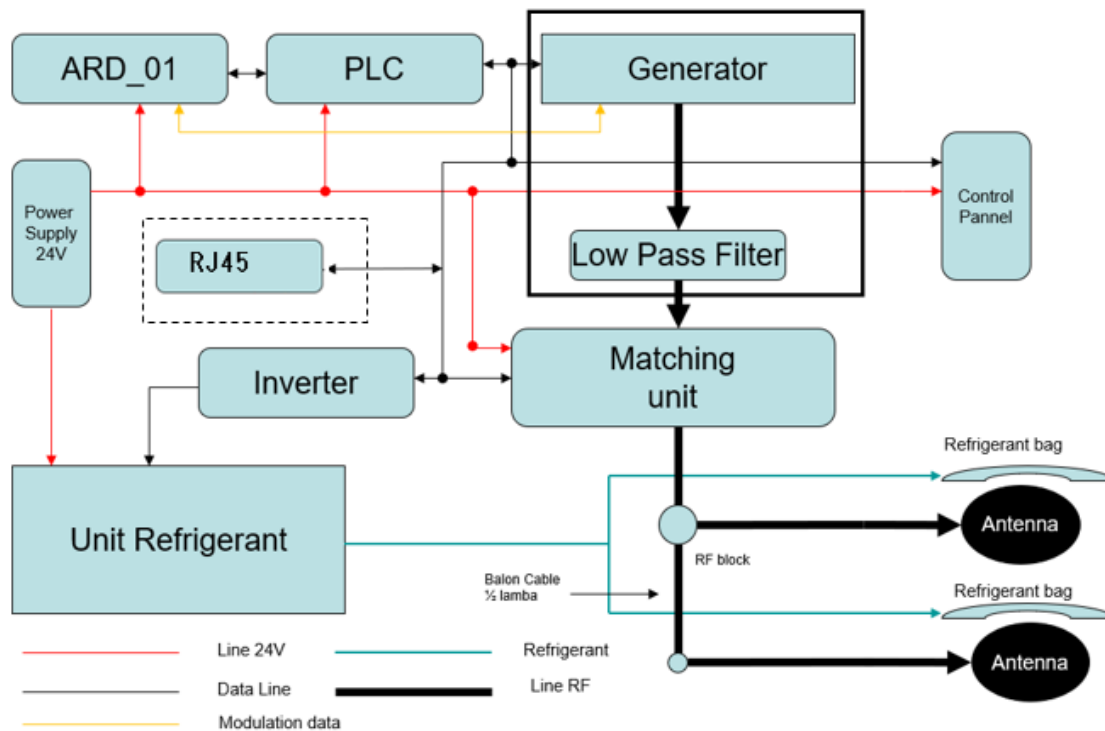 ARD_01
PLC
Generator
Power
Supply
24V
Control
Pannel
RJ45
Low Pass Filter
Inverter
Matching
unit
Refrigerant bag
Antenna
Unit Refrigerant
RF block
Balon Cable
½ lamba
Refrigerant bag
Antenna
Line 24V
Refrigerant
Data Line
Line RF
Modulation data